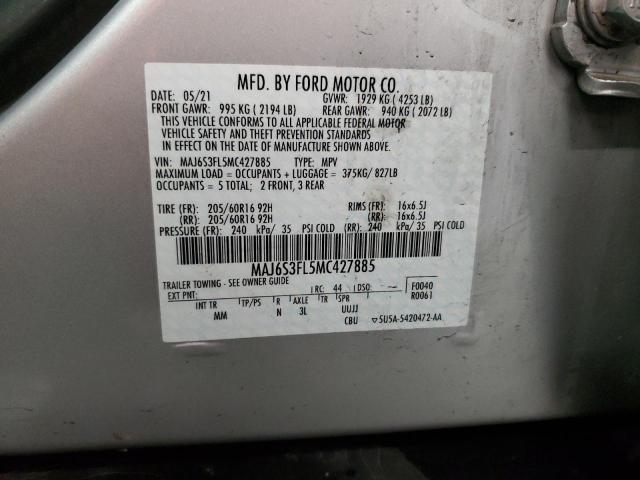 MFD. BY FORD MOTOR CO.
DATE: 05/21 GVWR: 1929 KG ( 4253 LB)
FRONT GAWR: 995 KG ( 2194 LB) REAR GAWR: 940 KG ( 2072 LB)
THIS VEHICLE CONFORMS TO ALL APPLICABLE FEDERAL MOTOR
VEHICLE SAFETY AND THEFT PREVENTION STANDARDS
IN EFFECT ON THE DATE OF MANUFACTURE SHOWN ABOVE.
VIN: MAJ6S3FL5MC427885 TYPE: MPV
MAXIMUM LOAD = OCCUPANTS + LUGGAGE = 375KG/ 827LB
OCCUPANTS = 5 TOTAL; 2 FRONT, 3 REAR
TIRE (FR): 205/60R16 92H RIMS (FR): 16x6.5J
(RR): 205/60R16 92H (RR): 16x6.5J
PRESSURE (FR): 240 kPa/ 35 PSI COLD (RR): 240 kPa/ 35 PSI COLD
MAJ6S3FL5MC427885
TRAILER TOWING - SEE OWNER GUIDE
EXT PNT: RC: 44 DSO: F0040
R0061
INT TR TP/PS R AXLE TR SPR
MM N 3L UUJJ
CBU ▽5U5A-5420472-AA